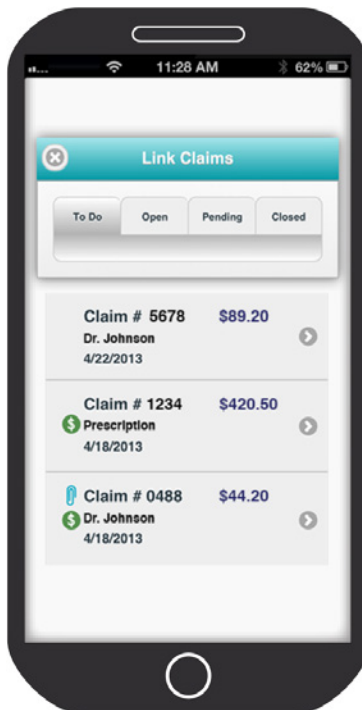 11:28 AM 62%
Link Claims
To Do Open Pending Closed
Claim # 5678 $89.20
Dr. Johnson
4/22/2013
Claim # 1234 $420.50
$ Prescription
4/18/2013
Claim # 0488 $44.20
$ Dr. Johnson
4/18/2013